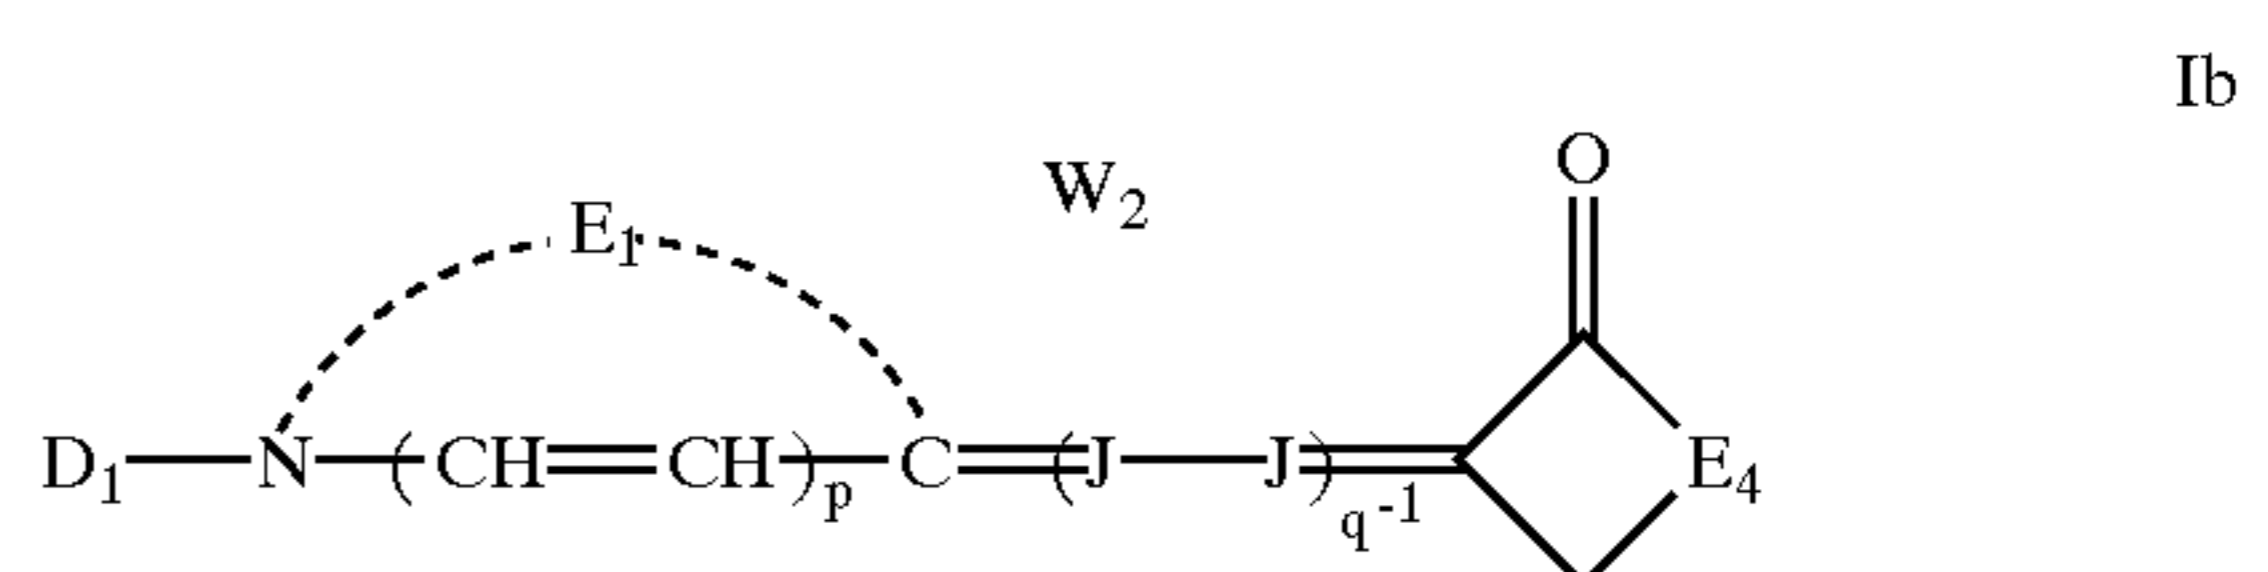 Ib
O
W₂
E₁
D₁—N—(CH=CH)ₚ—C=(J—J)q-1= E₄